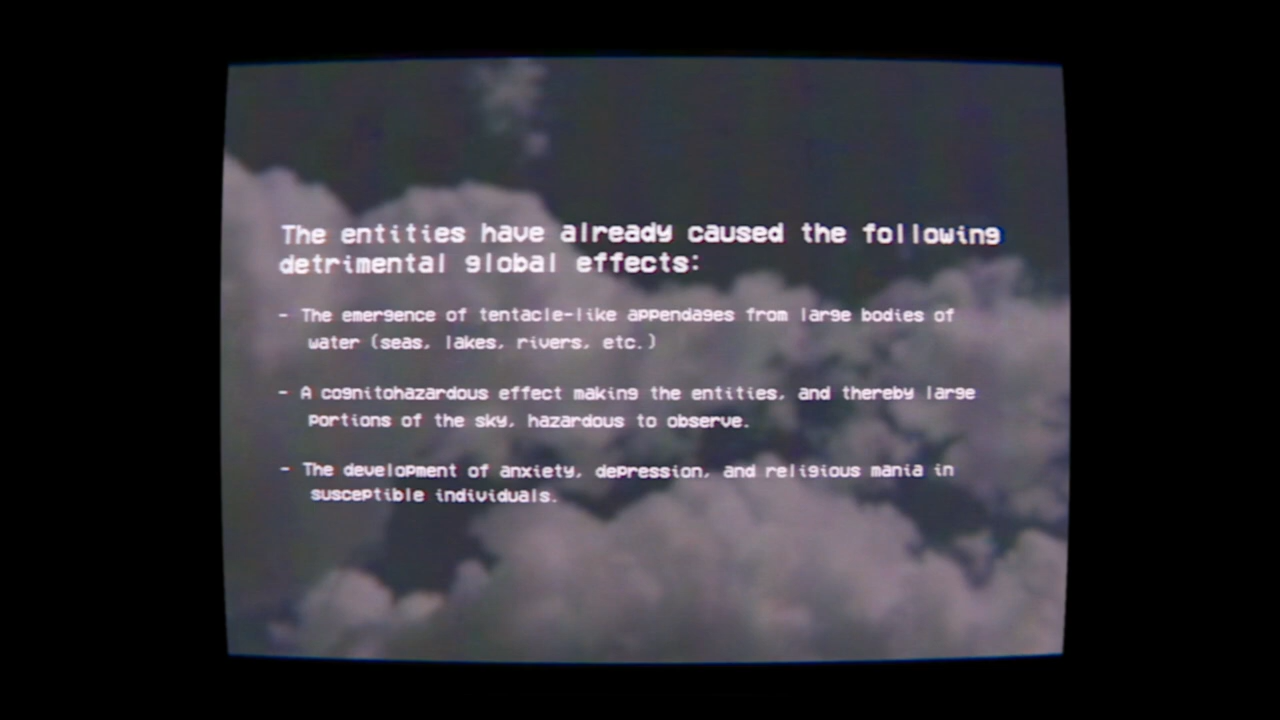 The entities have already caused the following
detrimental global effects:
- The emergence of tentacle-like appendages from large bodies of
water (seas, lakes, rivers, etc.)
- A cognitohazardous effect making the entities, and thereby large
portions of the sky, hazardous to observe.
- The development of anxiety, depression, and religious mania in
susceptible individuals.